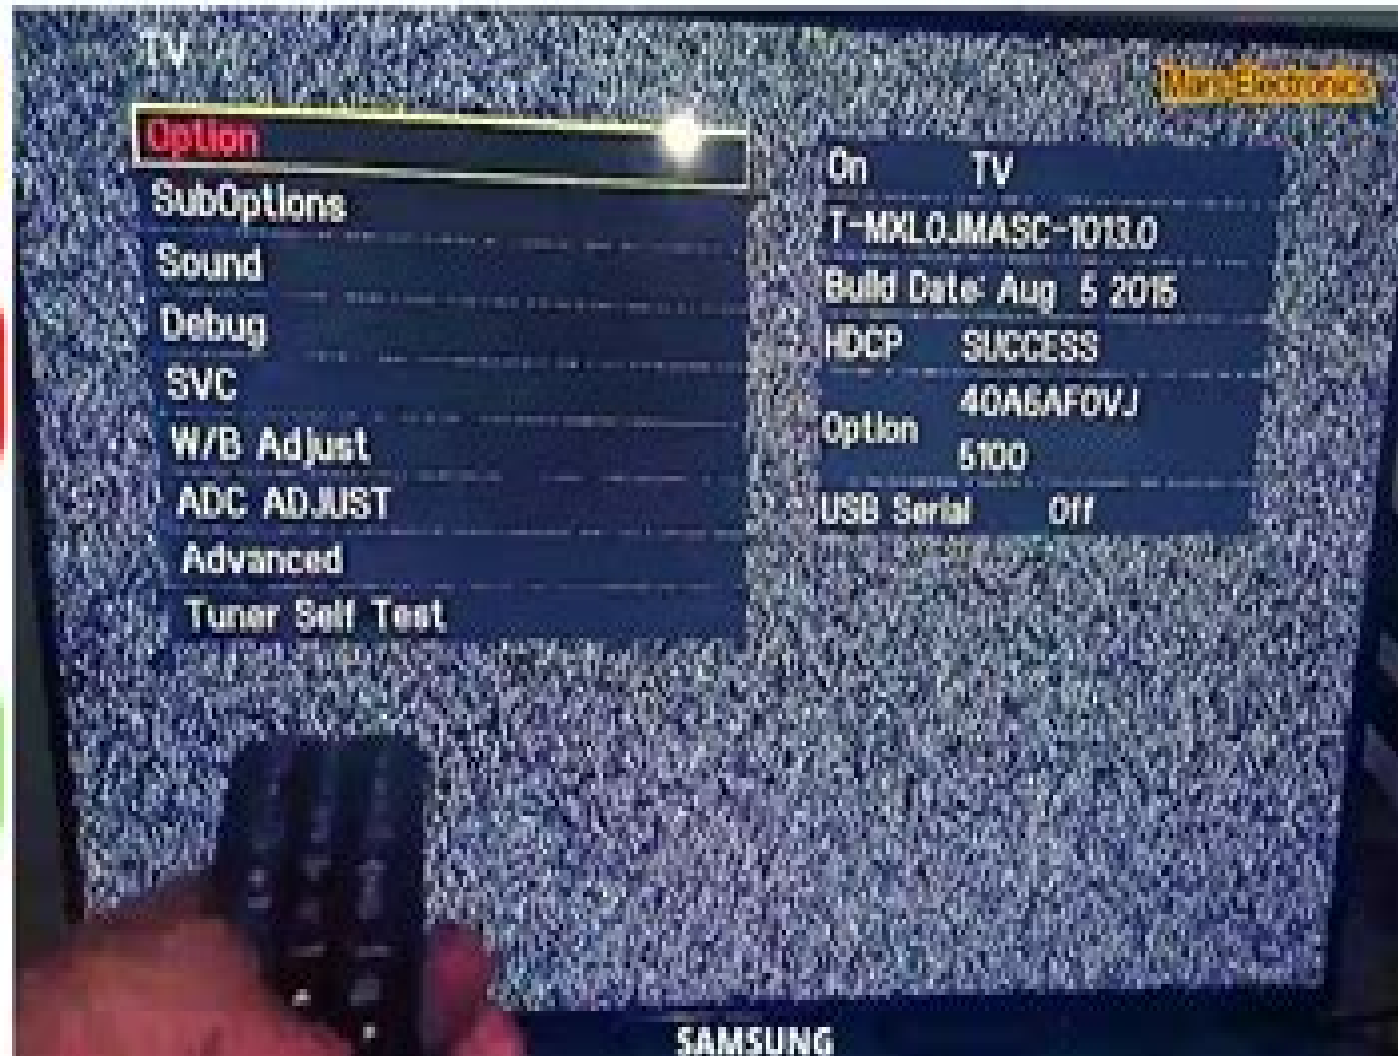 TV
Option
SubOptions
Sound
Debug
SVC
W/B Adjust
ADC ADJUST
Advanced
Tuner Self Test
On TV
T-MXL0JMASC-1013.0
Build Date: Aug 5 2015
HDCP SUCCESS
Option 40A6AF0VJ
5100
USB Serial Off
SAMSUNG